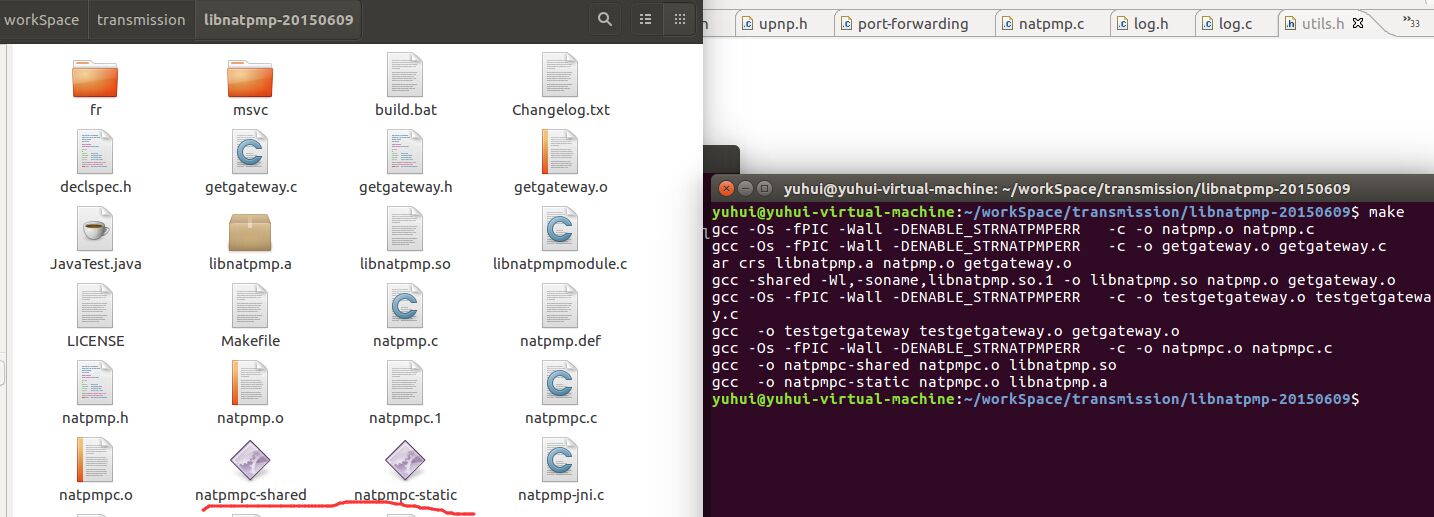 workSpace transmission libnatpmp-20150609
fr msvc build.bat Changelog.txt
declspec.h getgateway.c getgateway.h getgateway.o
JavaTest.java libnatpmp.a libnatpmp.so libnatpmpmodule.c
LICENSE Makefile natpmp.c natpmp.def
natpmp.h natpmp.o natpmpc.1 natpmpc.c
natpmpc.o natpmpc-shared natpmpc-static natpmp-jni.c
upnp.h port-forwarding natpmp.c log.h log.c utils.h »33
yuhui@yuhui-virtual-machine: ~/workSpace/transmission/libnatpmp-20150609
yuhui@yuhui-virtual-machine:~/workSpace/transmission/libnatpmp-20150609$ make
gcc -Os -fPIC -Wall -DENABLE_STRNATPMPERR   -c -o natpmp.o natpmp.c
gcc -Os -fPIC -Wall -DENABLE_STRNATPMPERR   -c -o getgateway.o getgateway.c
ar crs libnatpmp.a natpmp.o getgateway.o
gcc -shared -Wl,-soname,libnatpmp.so.1 -o libnatpmp.so natpmp.o getgateway.o
gcc -Os -fPIC -Wall -DENABLE_STRNATPMPERR   -c -o testgetgateway.o testgetgatewa
y.c
gcc  -o testgetgateway testgetgateway.o getgateway.o
gcc -Os -fPIC -Wall -DENABLE_STRNATPMPERR   -c -o natpmpc.o natpmpc.c
gcc  -o natpmpc-shared natpmpc.o libnatpmp.so
gcc  -o natpmpc-static natpmpc.o libnatpmp.a
yuhui@yuhui-virtual-machine:~/workSpace/transmission/libnatpmp-20150609$